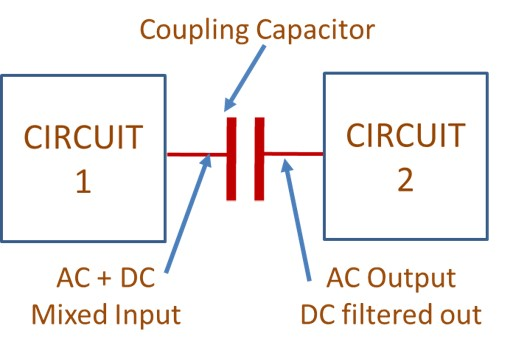 Coupling Capacitor
CIRCUIT
1
CIRCUIT
2
AC + DC
Mixed Input
AC Output
DC filtered out